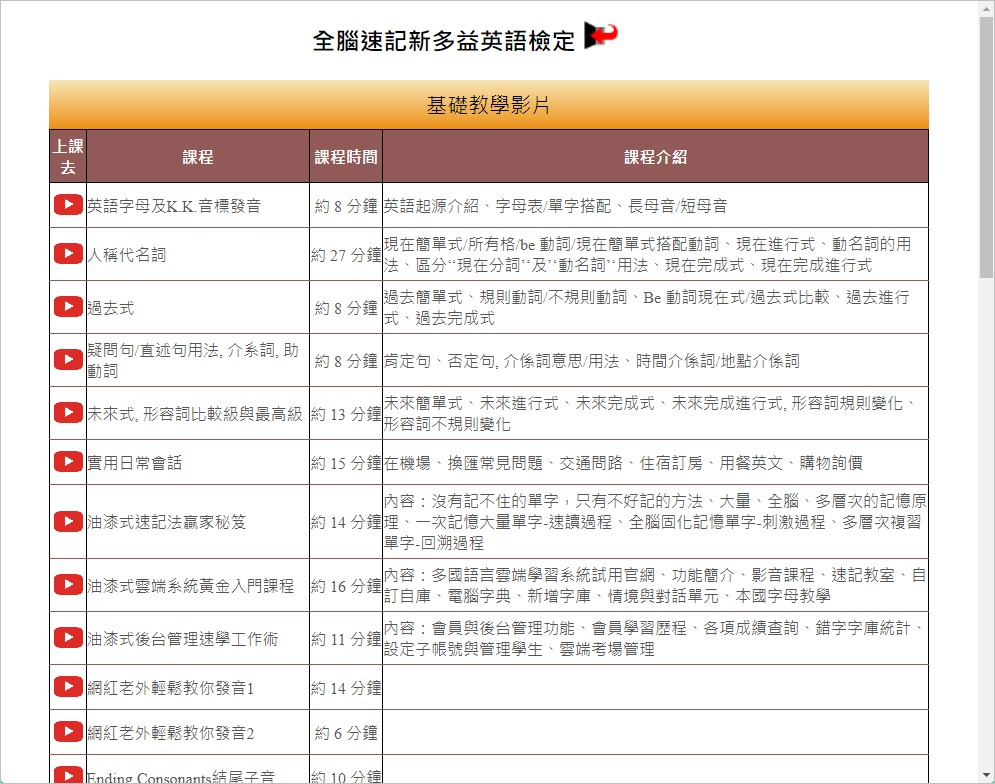 全腦速記新多益英語檢定
基礎教學影片
上課去 課程 課程時間 課程介紹
英語字母及K.K.音標發音 約 8 分鐘 英語起源介紹、字母表/單字搭配、長母音/短母音
人稱代名詞 約 27 分鐘 現在簡單式/所有格/be 動詞/現在簡單式搭配動詞、現在進行式、動名詞的用
法、區分‘‘現在分詞’‘及’‘動名詞’‘用法、現在完成式、現在完成進行式
過去式 約 8 分鐘 過去簡單式、規則動詞/不規則動詞、Be 動詞現在式/過去式比較、過去進行
式、過去完成式
疑問句/直述句用法, 介系詞, 助
動詞 約 8 分鐘 肯定句、否定句, 介係詞意思/用法、時間介係詞/地點介係詞
未來式, 形容詞比較級與最高級 約 13 分鐘 未來簡單式、未來進行式、未來完成式、未來完成進行式, 形容詞規則變化、
形容詞不規則變化
實用日常會話 約 15 分鐘 在機場、換匯常見問題、交通問路、住宿訂房、用餐英文、購物詢價
油漆式速記法贏家秘笈 約 14 分鐘 內容：沒有記不住的單字，只有不好記的方法、大量、全腦、多層次的記憶原
理、一次記憶大量單字-速讀過程、全腦固化記憶單字-刺激過程、多層次複習
單字-回溯過程
油漆式雲端系統黃金入門課程 約 16 分鐘 內容：多國語言雲端學習系統試用官網、功能簡介、影音課程、速記教室、自
訂自庫、電腦字典、新增字庫、情境與對話單元、本國字母教學
油漆式後台管理速學工作術 約 11 分鐘 內容：會員與後台管理功能、會員學習歷程、各項成績查詢、錯字字庫統計、
設定子帳號與管理學生、雲端考場管理
網紅老外輕鬆教你發音1 約 14 分鐘
網紅老外輕鬆教你發音2 約 6 分鐘
Ending Consonants結尾子音 約 10 分鐘